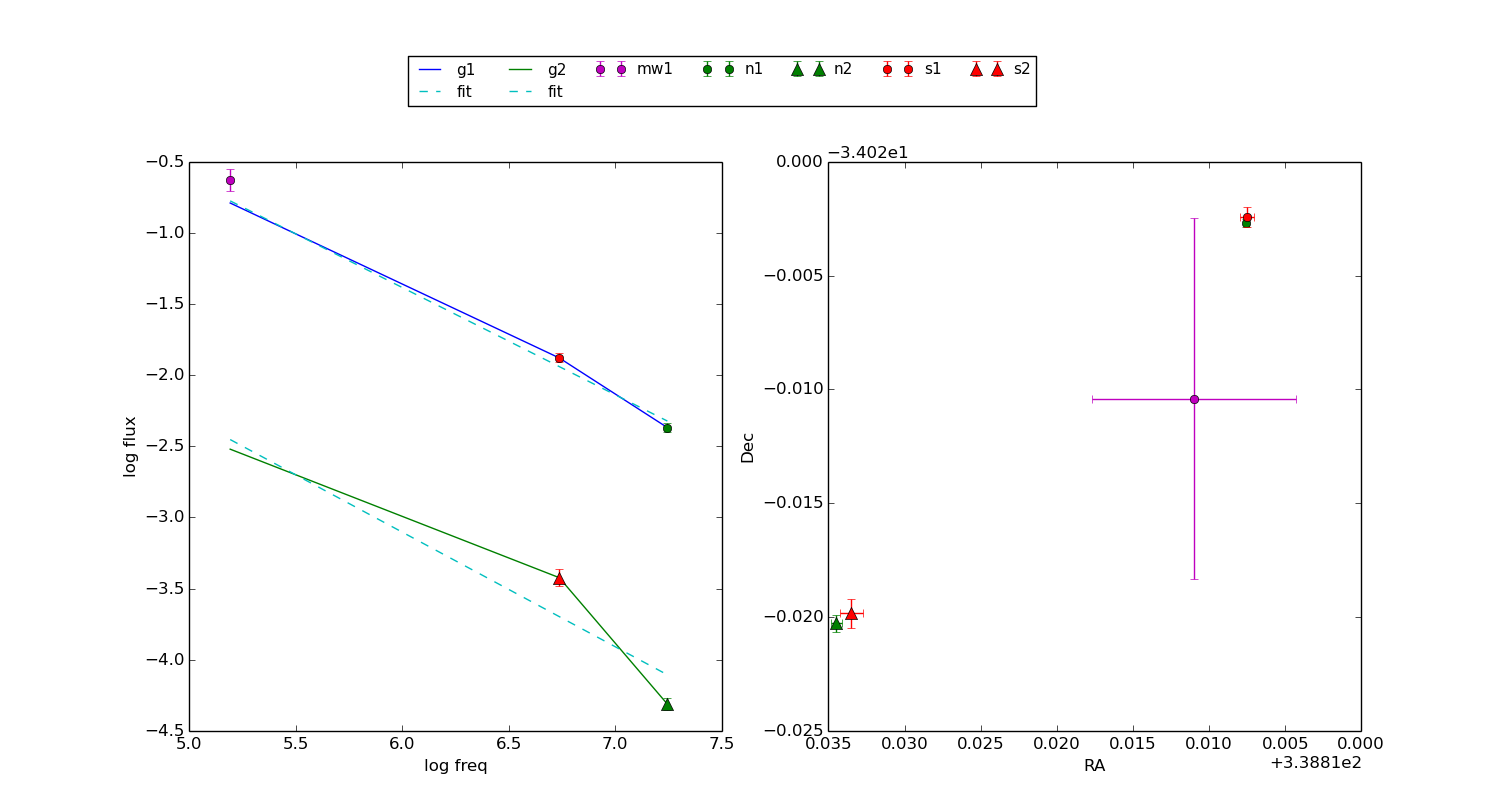 g1 g2 mw1 n1 n2 s1 s2
fit fit
−0.5
−1.0
−1.5
−2.0
−2.5
−3.0
−3.5
−4.0
−4.5
log flux
5.0 5.5 6.0 6.5 7.0 7.5
log freq
−3.402e1
0.000
−0.005
−0.010
−0.015
−0.020
−0.025
Dec
0.035 0.030 0.025 0.020 0.015 0.010 0.005 0.000
RA
+3.3881e2